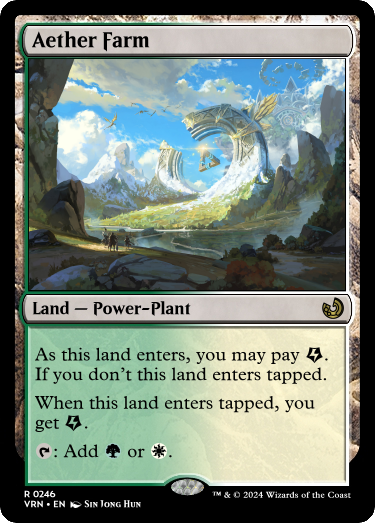 Aether Farm
Land — Power-Plant
As this land enters, you may pay .
If you don't this land enters tapped.
When this land enters tapped, you
get .
: Add or .
R 0246
VRN • EN Sin Jong Hun
™ & © 2024 Wizards of the Coast